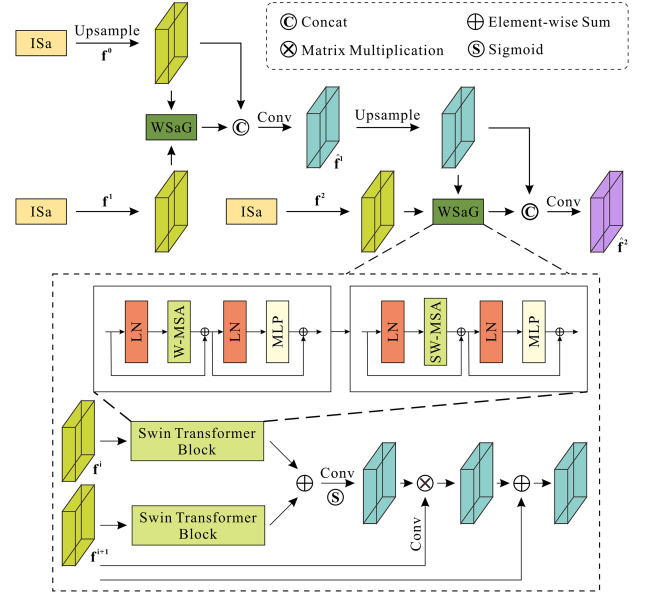 ISa
Upsample
f⁰
WSaG
C
Conv
f̂¹
Upsample
C Concat
Element-wise Sum
Matrix Multiplication
S Sigmoid
ISa
f¹
ISa
f²
WSaG
C
Conv
f̂²
LN
W-MSA
LN
MLP
LN
SW-MSA
LN
MLP
fⁱ
Swin Transformer
Block
Conv
S
fⁱ⁺¹
Swin Transformer
Block
Conv